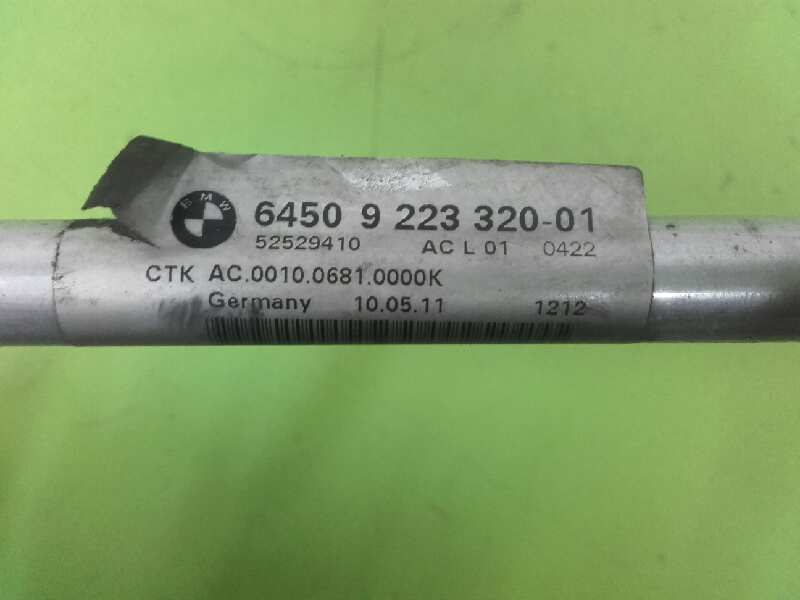 BMW
6450 9 223 320-01
52529410 AC L 01 0422
CTK AC.0010.0681.0000K
Germany 10.05.11 1212